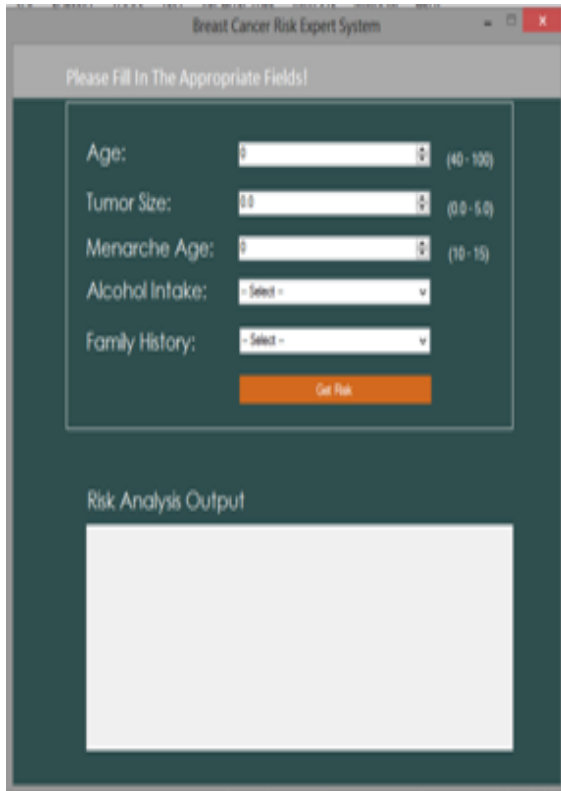 Breast Cancer Risk Expert System
Please Fill In The Appropriate Fields!
Age: 0 (40 - 100)
Tumor Size: 0.0 (0.0 - 5.0)
Menarche Age: 0 (10 - 15)
Alcohol Intake: -- Select --
Family History: -- Select --
Get Risk
Risk Analysis Output